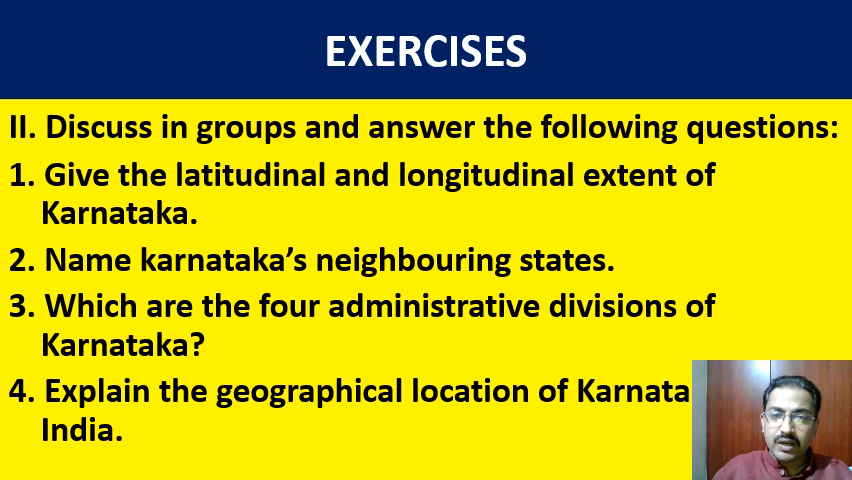 EXERCISES
II. Discuss in groups and answer the following questions:
1. Give the latitudinal and longitudinal extent of
Karnataka.
2. Name karnataka’s neighbouring states.
3. Which are the four administrative divisions of
Karnataka?
4. Explain the geographical location of Karnata
India.